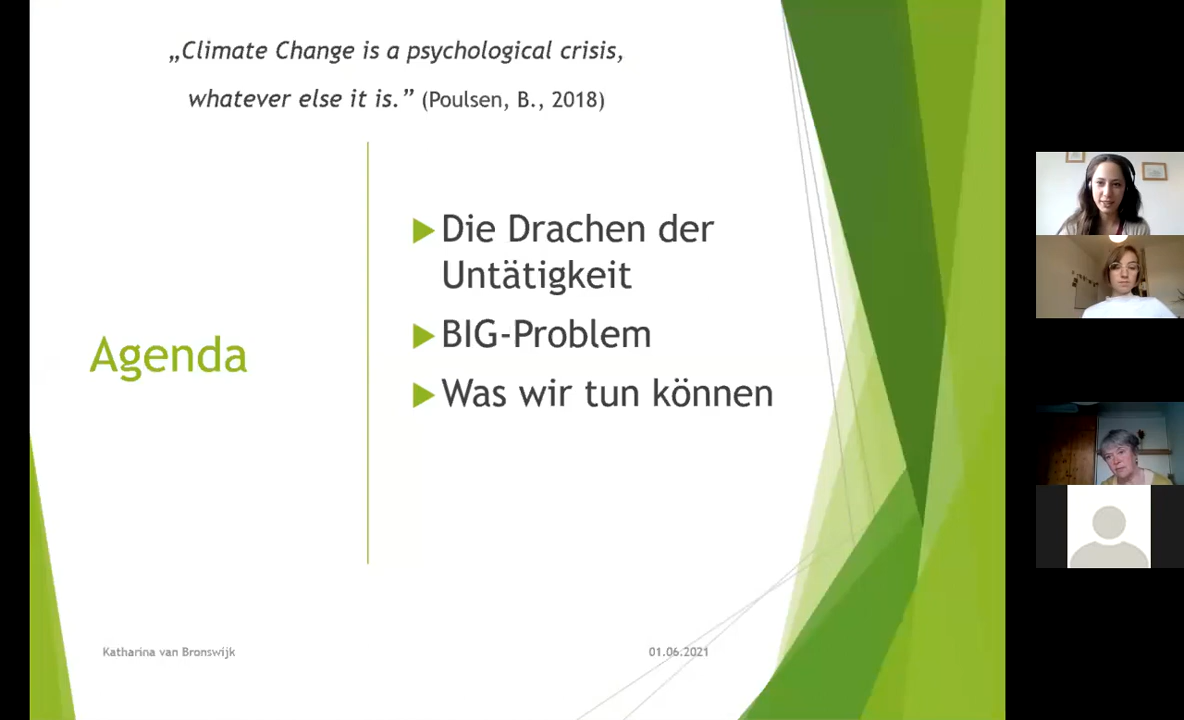 „Climate Change is a psychological crisis,
whatever else it is.” (Poulsen, B., 2018)
Agenda
Die Drachen der
Untätigkeit
BIG-Problem
Was wir tun können
Katharina van Bronswijk
01.06.2021